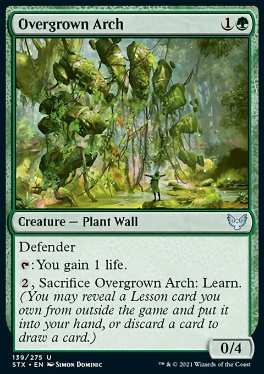 Overgrown Arch 1
Creature — Plant Wall
Defender
: You gain 1 life.
2, Sacrifice Overgrown Arch: Learn.
(You may reveal a Lesson card you
own from outside the game and put it
into your hand, or discard a card to
draw a card.)
0/4
139/275 U
STX • EN SIMON DOMINIC
™ & © 2021 Wizards of the Coast